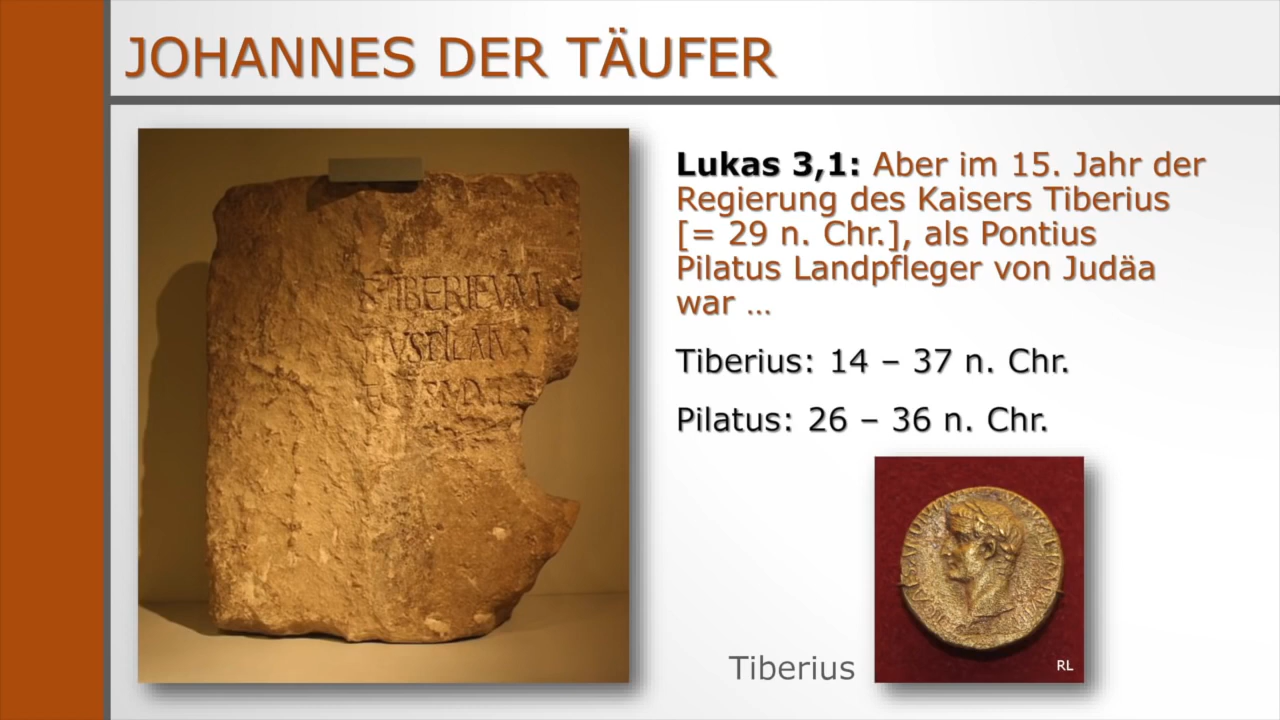 JOHANNES DER TÄUFER
TIBERIEVM
Lukas 3,1: Aber im 15. Jahr der
Regierung des Kaisers Tiberius
[= 29 n. Chr.], als Pontius
Pilatus Landpfleger von Judäa
war …
Tiberius: 14 – 37 n. Chr.
Pilatus: 26 – 36 n. Chr.
Tiberius
RL